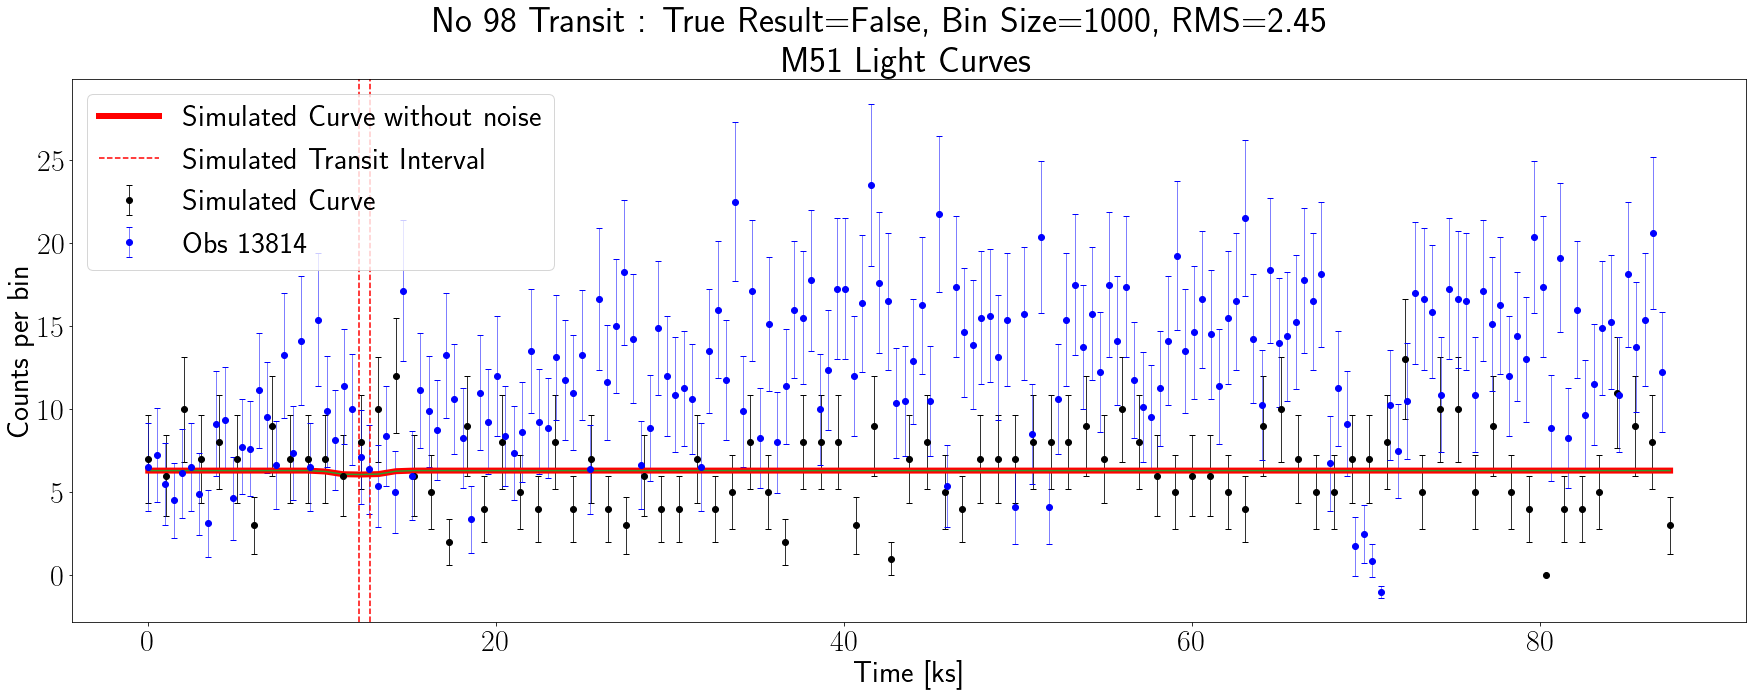 No 98 Transit : True Result=False, Bin Size=1000, RMS=2.45
M51 Light Curves
Simulated Curve without noise
Simulated Transit Interval
Simulated Curve
Obs 13814
Counts per bin
25
20
15
10
5
0
0 20 40 60 80
Time [ks]